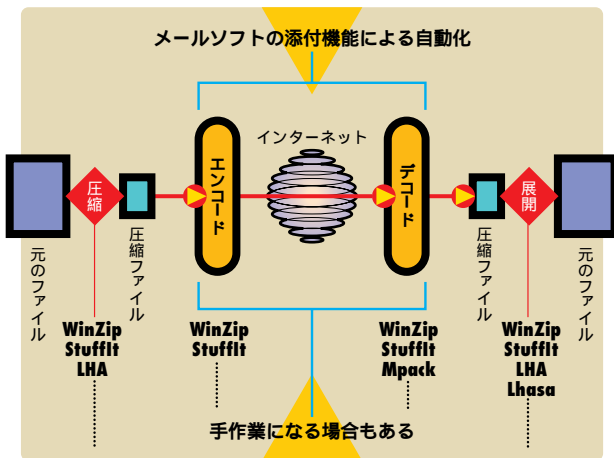 メールソフトの添付機能による自動化
インターネット
元のファイル
圧縮
圧縮ファイル
エンコード
デコード
圧縮ファイル
展開
元のファイル
WinZip
StuffIt
LHA
WinZip
StuffIt
WinZip
StuffIt
Mpack
WinZip
StuffIt
LHA
Lhasa
手作業になる場合もある